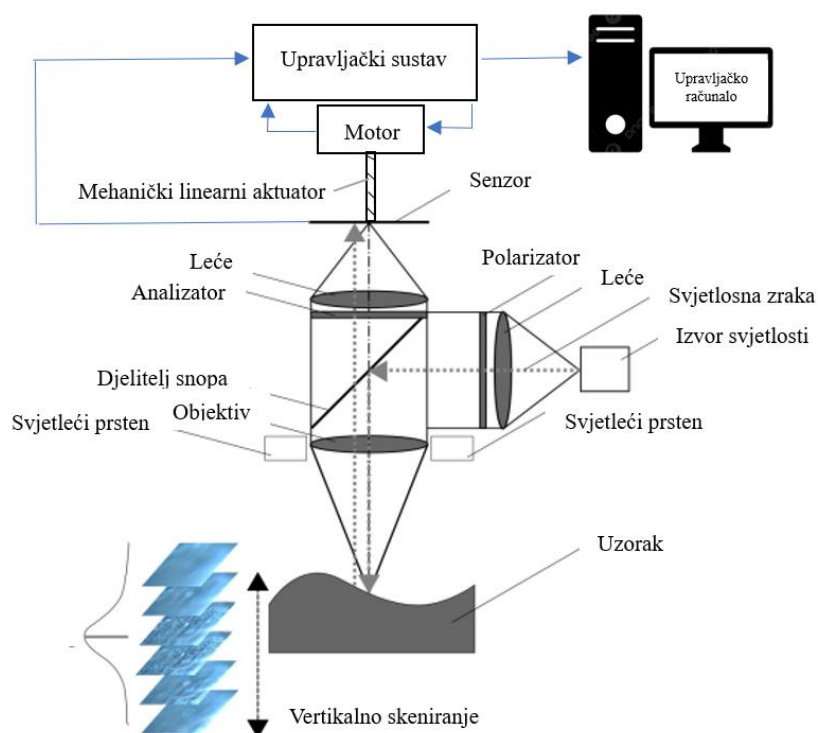 Upravljački sustav
Upravljačko
računalo
Motor
Mehanički linearni aktuator
Senzor
Leće
Analizator
Polarizator
Leće
Svjetlosna zraka
Izvor svjetlosti
Djelitelj snopa
Objektiv
Svjetleći prsten
Svjetleći prsten
Uzorak
Vertikalno skeniranje